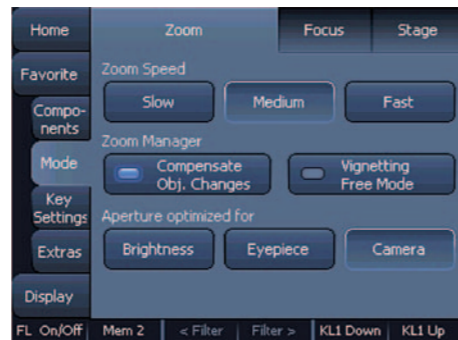 Home
Zoom
Focus
Stage
Favorite
Zoom Speed
Slow
Medium
Fast
Compo-
nents
Zoom Manager
Mode
Compensate
Obj. Changes
Vignetting
Free Mode
Key
Settings
Aperture optimized for
Extras
Brightness
Eyepiece
Camera
Display
FL On/Off
Mem 2
< Filter
Filter >
KL1 Down
KL1 Up